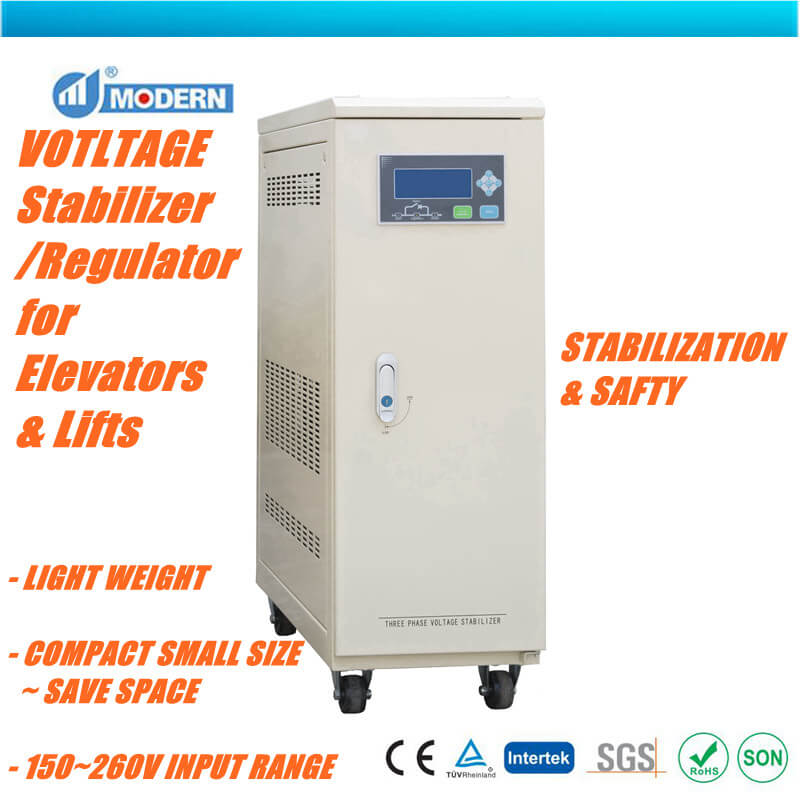 MODERN®
VOTLTAGE
Stabilizer
/Regulator
for
Elevators
& Lifts
STABILIZATION
& SAFTY
THREE PHASE VOLTAGE STABILIZER
- LIGHT WEIGHT
- COMPACT SMALL SIZE
~ SAVE SPACE
- 150~260V INPUT RANGE
CE
TÜVRheinland
Intertek
SGS
RoHS
SON